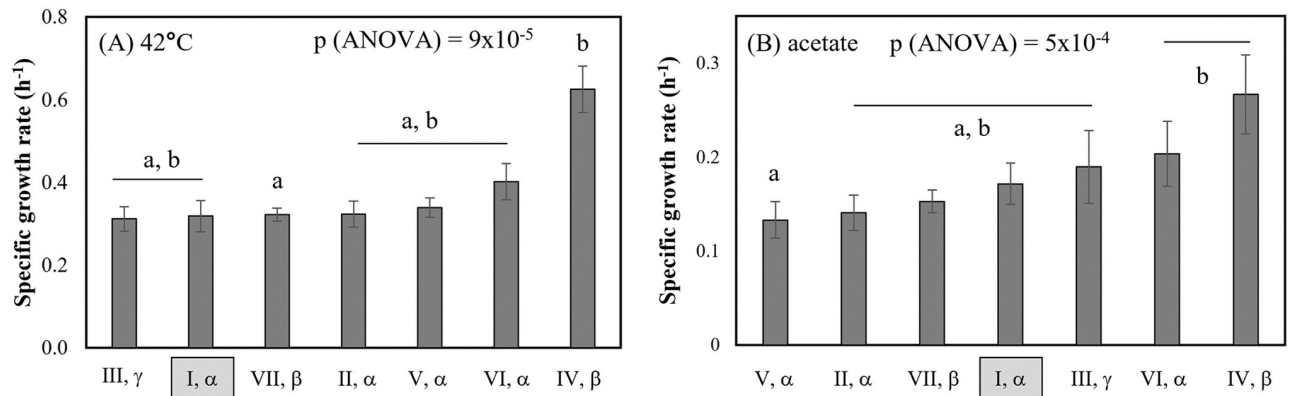 (A) 42°C p (ANOVA) = 9x10⁻⁵
Specific growth rate (h⁻¹)
0.8
0.6
0.4
0.2
0.0
a, b
a
a, b
b
III, γ
I, α
VII, β
II, α
V, α
VI, α
IV, β
(B) acetate p (ANOVA) = 5x10⁻⁴
Specific growth rate (h⁻¹)
0.3
0.2
0.1
0
a
a, b
b
V, α
II, α
VII, β
I, α
III, γ
VI, α
IV, β